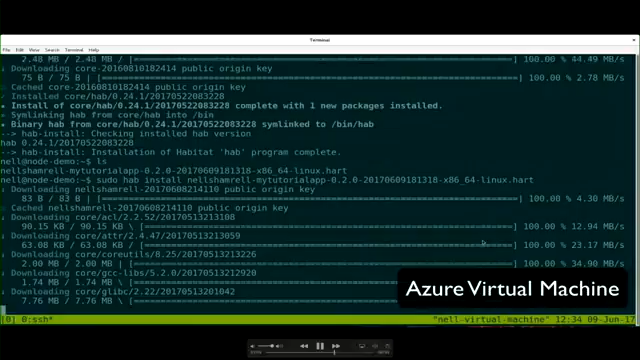 Terminal
File Edit View Search Terminal Help
2.48 MB / 2.48 MB | [================================================] 100.00 % 44.49 MB/s
↓ Downloading core-20160810182414 public origin key
75 B / 75 B | [================================================] 100.00 % 2.78 MB/s
Cached core-20160810182414 public origin key
✓ Installed core/hab/0.24.1/20170522083228
★ Install of core/hab/0.24.1/20170522083228 complete with 1 new packages installed.
» Symlinking hab from core/hab into /bin
★ Binary hab from core/hab/0.24.1/20170522083228 symlinked to /bin/hab
--> hab-install: Checking installed hab version
hab 0.24.1/20170522083228
--> hab-install: Installation of Habitat 'hab' program complete.
nell@node-demo:~$ ls
nellshamrell-mytutorialapp-0.2.0-20170609181318-x86_64-linux.hart
nell@node-demo:~$ sudo hab install nellshamrell-mytutorialapp-0.2.0-20170609181318-x86_64-linux.hart
↓ Downloading nellshamrell-20170608214110 public origin key
83 B / 83 B | [================================================] 100.00 % 4.30 MB/s
Cached nellshamrell-20170608214110 public origin key
↓ Downloading core/acl/2.2.52/20170513213108
90.15 KB / 90.15 KB \ [================================================] 100.00 % 12.94 MB/s
↓ Downloading core/attr/2.4.47/20170513213059
63.08 KB / 63.08 KB / [================================================] 100.00 % 23.17 MB/s
↓ Downloading core/coreutils/8.25/20170513213226
2.00 MB / 2.00 MB | [================================================] 100.00 % 34.90 MB/s
↓ Downloading core/gcc-libs/5.2.0/20170513212920
1.74 MB / 1.74 MB \ [================================================]
↓ Downloading core/glibc/2.22/20170513201042
7.76 MB / 7.76 MB \ [================================================]
Azure Virtual Machine
[0] 0:ssh* "nell-virtual-machine" 12:34 09-Jun-17